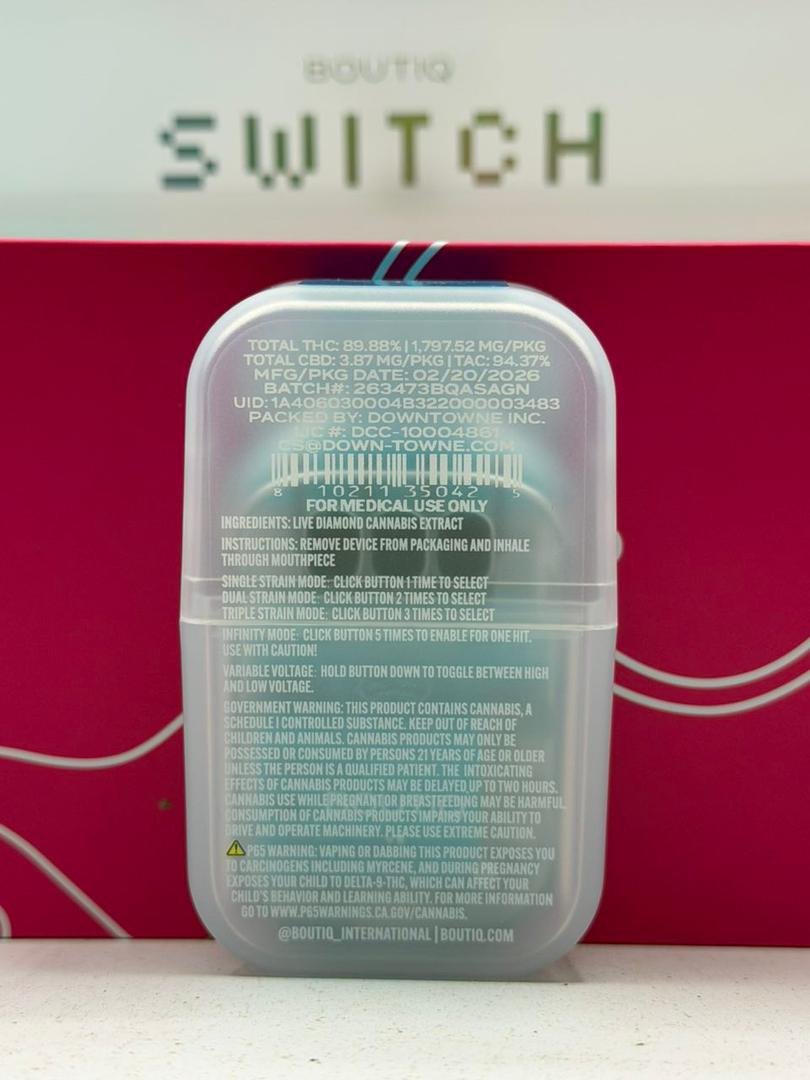 BOUTIQ
SWITCH
TOTAL THC: 89.88% | 1,797.52 MG/PKG
TOTAL CBD: 3.87 MG/PKG | TAC: 94.37%
MFG/PKG DATE: 02/20/2026
BATCH#: 263473BQASAGN
UID: 1A406030004B322000003483
PACKED BY: DOWNTOWNE INC.
LIC #: DCC-10004861
CS@DOWN-TOWNE.COM
8 10211 35042 5
FOR MEDICAL USE ONLY
INGREDIENTS: LIVE DIAMOND CANNABIS EXTRACT
INSTRUCTIONS: REMOVE DEVICE FROM PACKAGING AND INHALE
THROUGH MOUTHPIECE
SINGLE STRAIN MODE: CLICK BUTTON 1 TIME TO SELECT
DUAL STRAIN MODE: CLICK BUTTON 2 TIMES TO SELECT
TRIPLE STRAIN MODE: CLICK BUTTON 3 TIMES TO SELECT
INFINITY MODE: CLICK BUTTON 5 TIMES TO ENABLE FOR ONE HIT.
USE WITH CAUTION!
VARIABLE VOLTAGE: HOLD BUTTON DOWN TO TOGGLE BETWEEN HIGH
AND LOW VOLTAGE.
GOVERNMENT WARNING: THIS PRODUCT CONTAINS CANNABIS, A
SCHEDULE I CONTROLLED SUBSTANCE. KEEP OUT OF REACH OF
CHILDREN AND ANIMALS. CANNABIS PRODUCTS MAY ONLY BE
POSSESSED OR CONSUMED BY PERSONS 21 YEARS OF AGE OR OLDER
UNLESS THE PERSON IS A QUALIFIED PATIENT. THE INTOXICATING
EFFECTS OF CANNABIS PRODUCTS MAY BE DELAYED UP TO TWO HOURS.
CANNABIS USE WHILE PREGNANT OR BREASTFEEDING MAY BE HARMFUL.
CONSUMPTION OF CANNABIS PRODUCTS IMPAIRS YOUR ABILITY TO
DRIVE AND OPERATE MACHINERY. PLEASE USE EXTREME CAUTION.
P65 WARNING: VAPING OR DABBING THIS PRODUCT EXPOSES YOU
TO CARCINOGENS INCLUDING MYRCENE, AND DURING PREGNANCY
EXPOSES YOUR CHILD TO DELTA-9-THC, WHICH CAN AFFECT YOUR
CHILD'S BEHAVIOR AND LEARNING ABILITY. FOR MORE INFORMATION
GO TO WWW.P65WARNINGS.CA.GOV/CANNABIS.
@BOUTIQ_INTERNATIONAL | BOUTIQ.COM